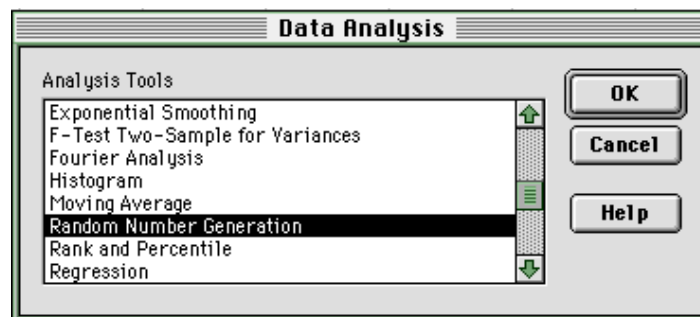 Data Analysis
Analysis Tools
Exponential Smoothing
F-Test Two-Sample for Variances
Fourier Analysis
Histogram
Moving Average
Random Number Generation
Rank and Percentile
Regression
OK
Cancel
Help